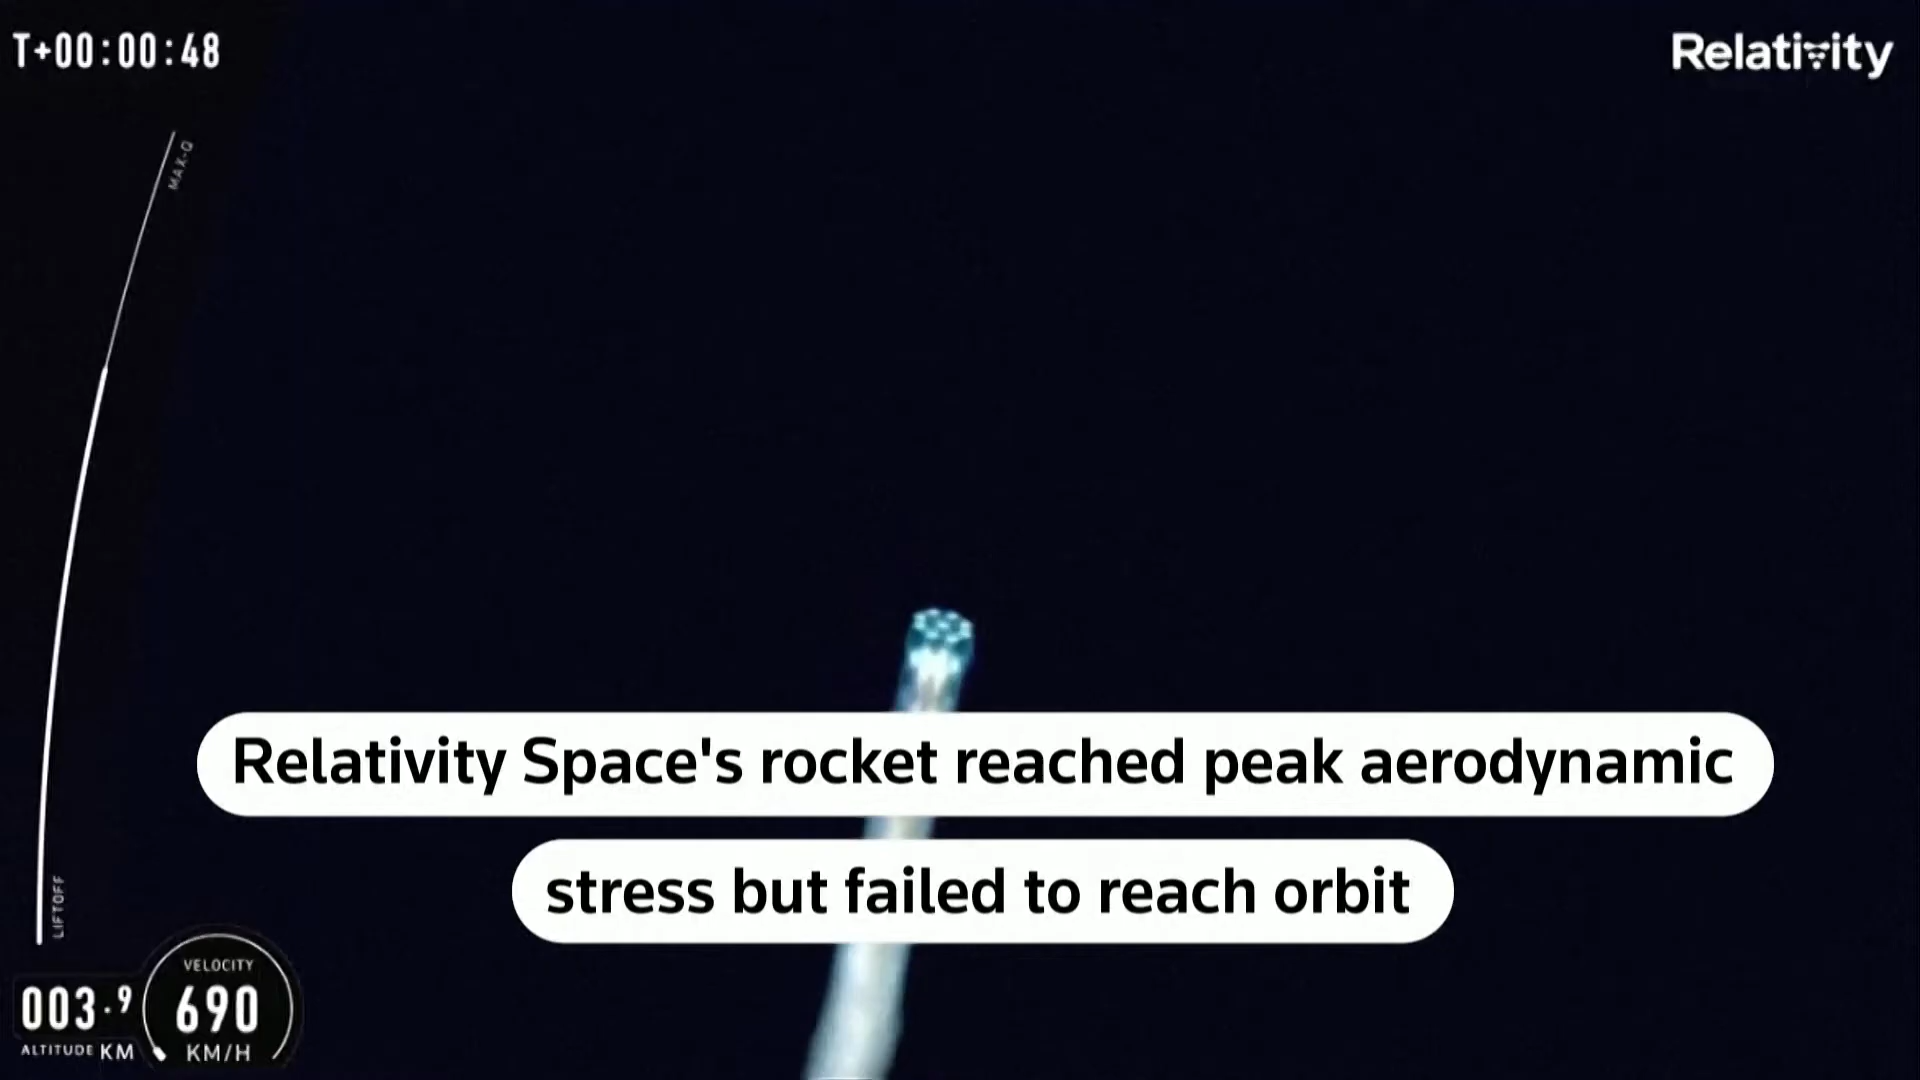 T+00:00:48
Relativity
MAX-Q
Relativity Space's rocket reached peak aerodynamic
stress but failed to reach orbit
LIFTOFF
VELOCITY
003.9
690
ALTITUDE KM
KM/H